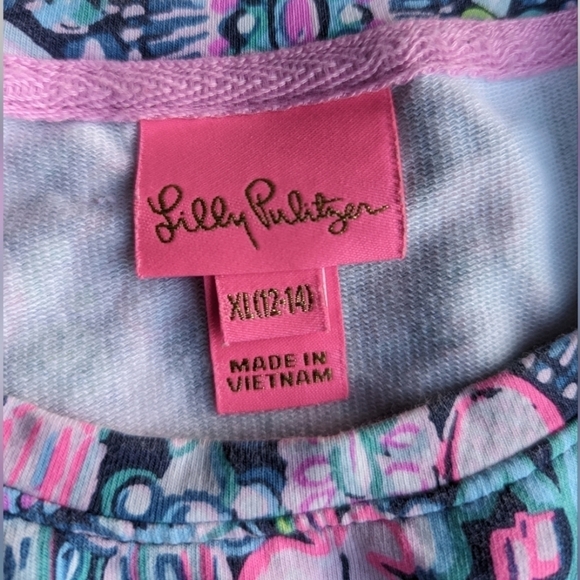 Lilly Pulitzer
XL(12-14)
MADE IN
VIETNAM